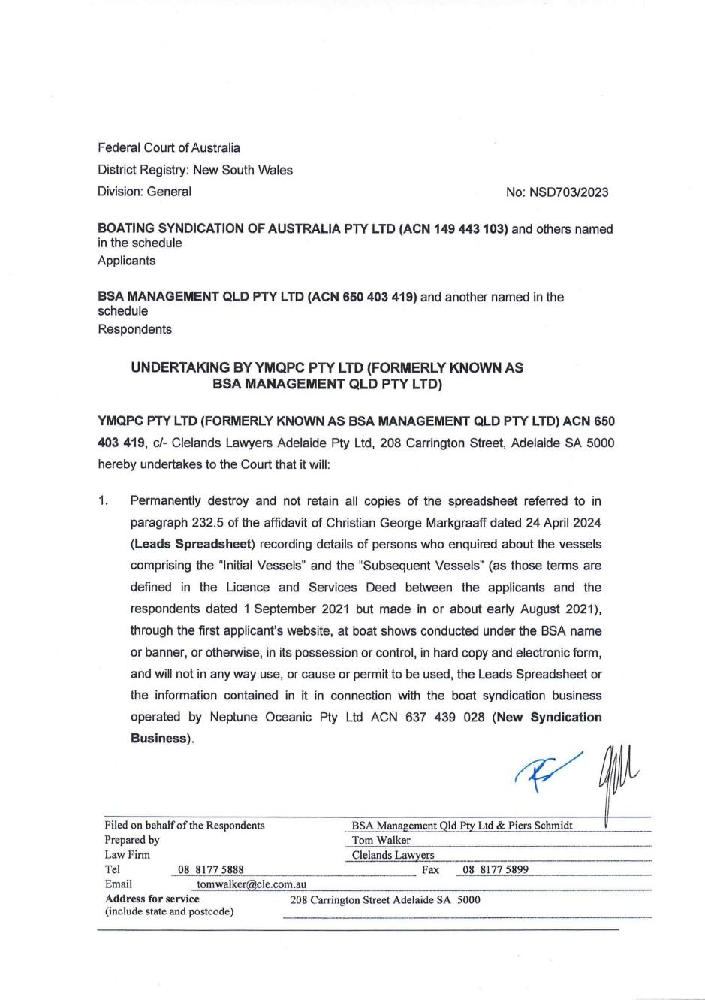 Federal Court of Australia
District Registry: New South Wales
Division: General No: NSD703/2023
BOATING SYNDICATION OF AUSTRALIA PTY LTD (ACN 149 443 103) and others named
in the schedule
Applicants
BSA MANAGEMENT QLD PTY LTD (ACN 650 403 419) and another named in the
schedule
Respondents
UNDERTAKING BY YMQPC PTY LTD (FORMERLY KNOWN AS
BSA MANAGEMENT QLD PTY LTD)
YMQPC PTY LTD (FORMERLY KNOWN AS BSA MANAGEMENT QLD PTY LTD) ACN 650
403 419, c/- Clelands Lawyers Adelaide Pty Ltd, 208 Carrington Street, Adelaide SA 5000
hereby undertakes to the Court that it will:
1. Permanently destroy and not retain all copies of the spreadsheet referred to in
paragraph 232.5 of the affidavit of Christian George Markgraaff dated 24 April 2024
(Leads Spreadsheet) recording details of persons who enquired about the vessels
comprising the “Initial Vessels” and the “Subsequent Vessels” (as those terms are
defined in the Licence and Services Deed between the applicants and the
respondents dated 1 September 2021 but made in or about early August 2021),
through the first applicant’s website, at boat shows conducted under the BSA name
or banner, or otherwise, in its possession or control, in hard copy and electronic form,
and will not in any way use, or cause or permit to be used, the Leads Spreadsheet or
the information contained in it in connection with the boat syndication business
operated by Neptune Oceanic Pty Ltd ACN 637 439 028 (New Syndication
Business).
Filed on behalf of the Respondents BSA Management Qld Pty Ltd & Piers Schmidt
Prepared by Tom Walker
Law Firm Clelands Lawyers
Tel 08 8177 5888 Fax 08 8177 5899
Email tomwalker@cle.com.au
Address for service 208 Carrington Street Adelaide SA 5000
(include state and postcode)